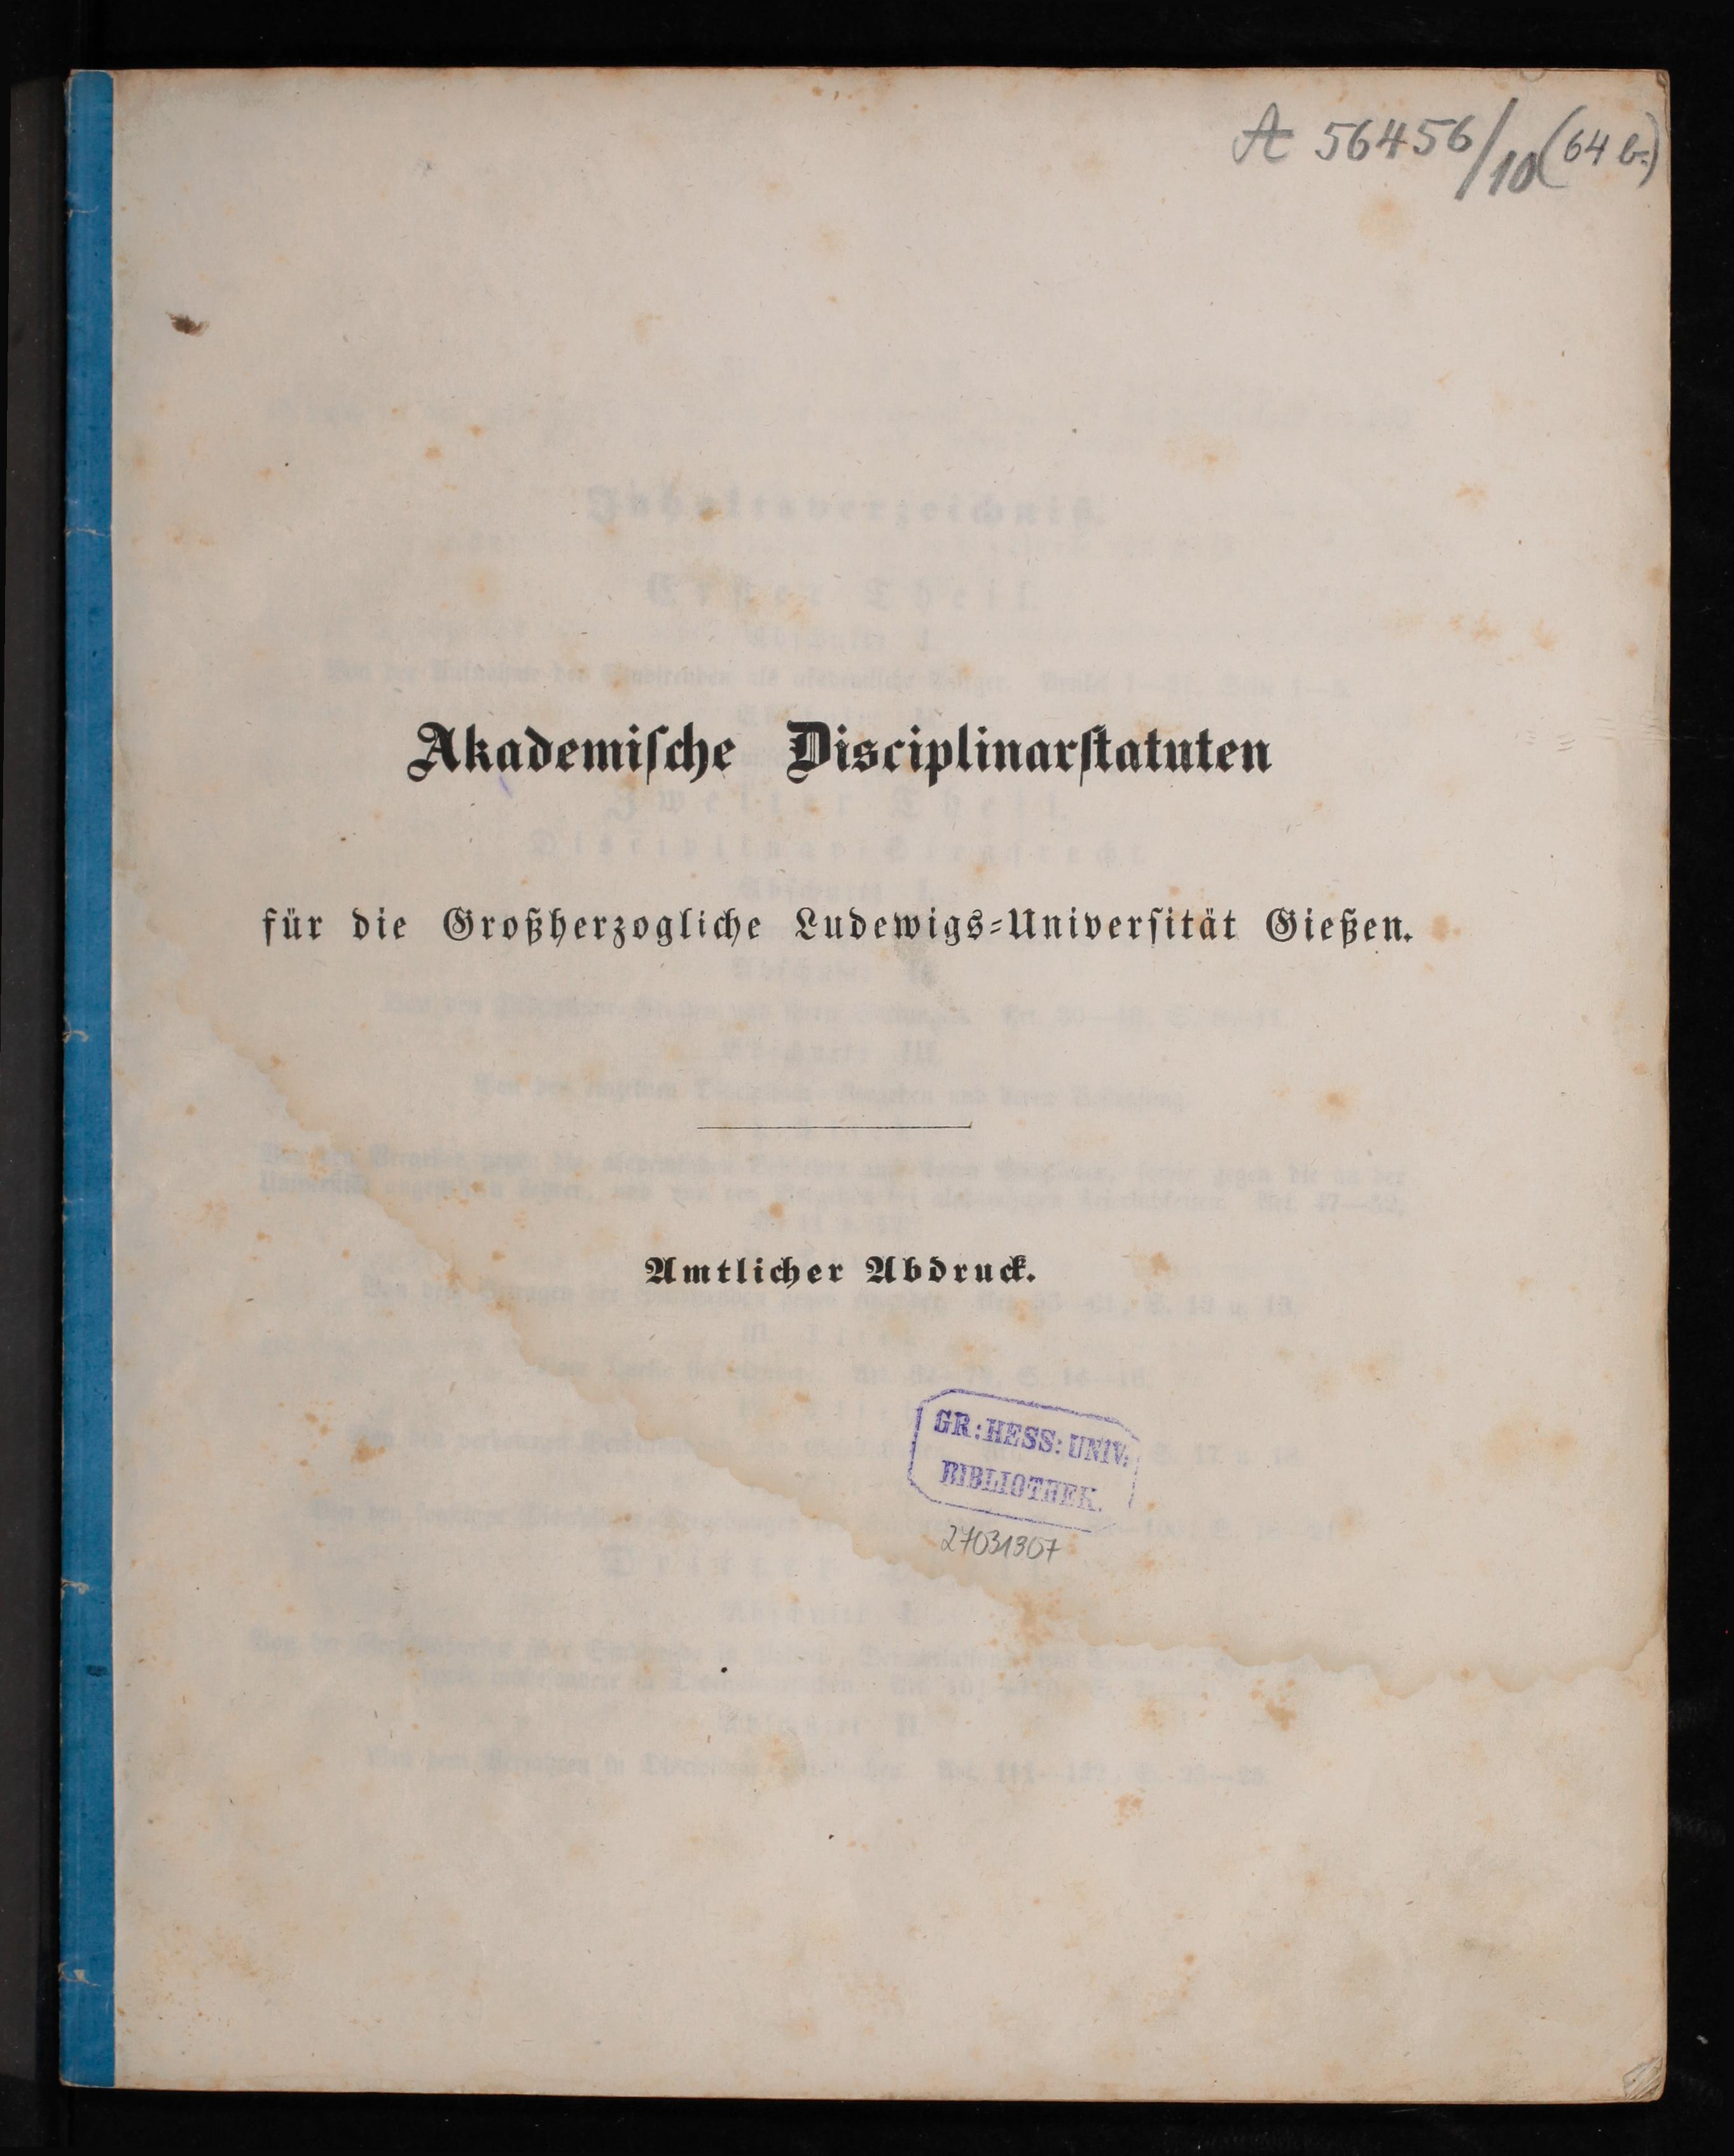 A 56456/10 (64 b.)
Akademiſche Disciplinarſtatuten
für die Großherzogliche Ludewigs-Univerſität Gießen.
Amtlicher Abdruck.
GR: HESS: UNIV:
BIBLIOTHEK.
27031307